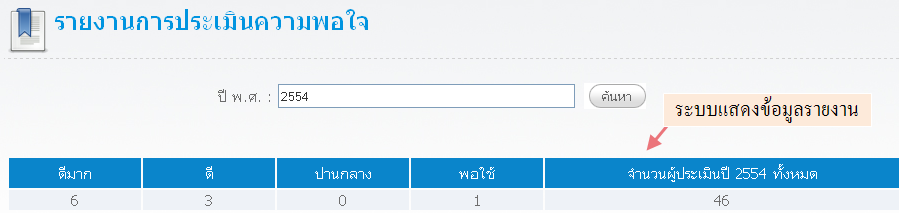 รายงานการประเมินความพอใจ
ปี พ.ศ. : 2554 ค้นหา
ระบบแสดงข้อมูลรายงาน
ดีมาก ดี ปานกลาง พอใช้ จำนวนผู้ประเมินปี 2554 ทั้งหมด
6 3 0 1 46